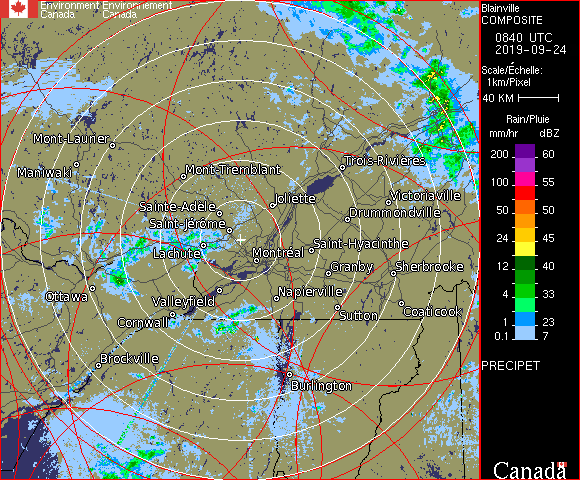 Environment Environnement
Canada Canada
Mont-Laurier
Maniwaki
Mont-Tremblant
Trois-Rivières
Sainte-Adèle
Joliette
Victoriaville
Saint-Jérôme
Drummondville
Lachute
Montréal
Saint-Hyacinthe
Granby
Sherbrooke
Ottawa
Valleyfield
Napierville
Cornwall
Sutton
Coaticook
Brockville
Burlington
Blainville
COMPOSITE
0840 UTC
2019-09-24
Scale/Échelle:
1km/Pixel
40 KM
Rain/Pluie
mm/hr dBZ
200 60
100 55
50 50
24 45
12 40
4 33
1 23
0.1 7
PRECIPET
Canada